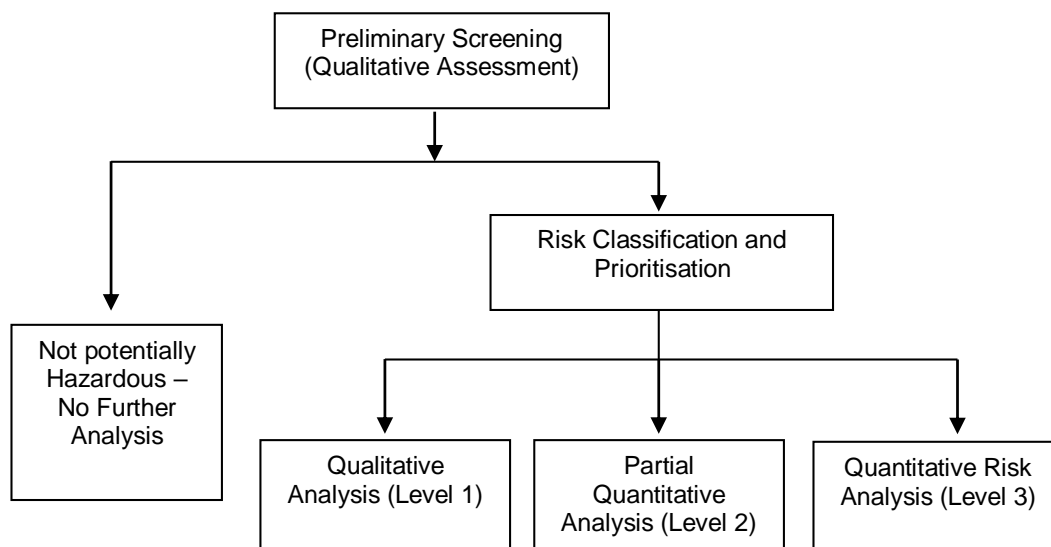 Preliminary Screening
(Qualitative Assessment)
Risk Classification and
Prioritisation
Not potentially
Hazardous –
No Further
Analysis
Qualitative
Analysis (Level 1)
Partial
Quantitative
Analysis (Level 2)
Quantitative Risk
Analysis (Level 3)